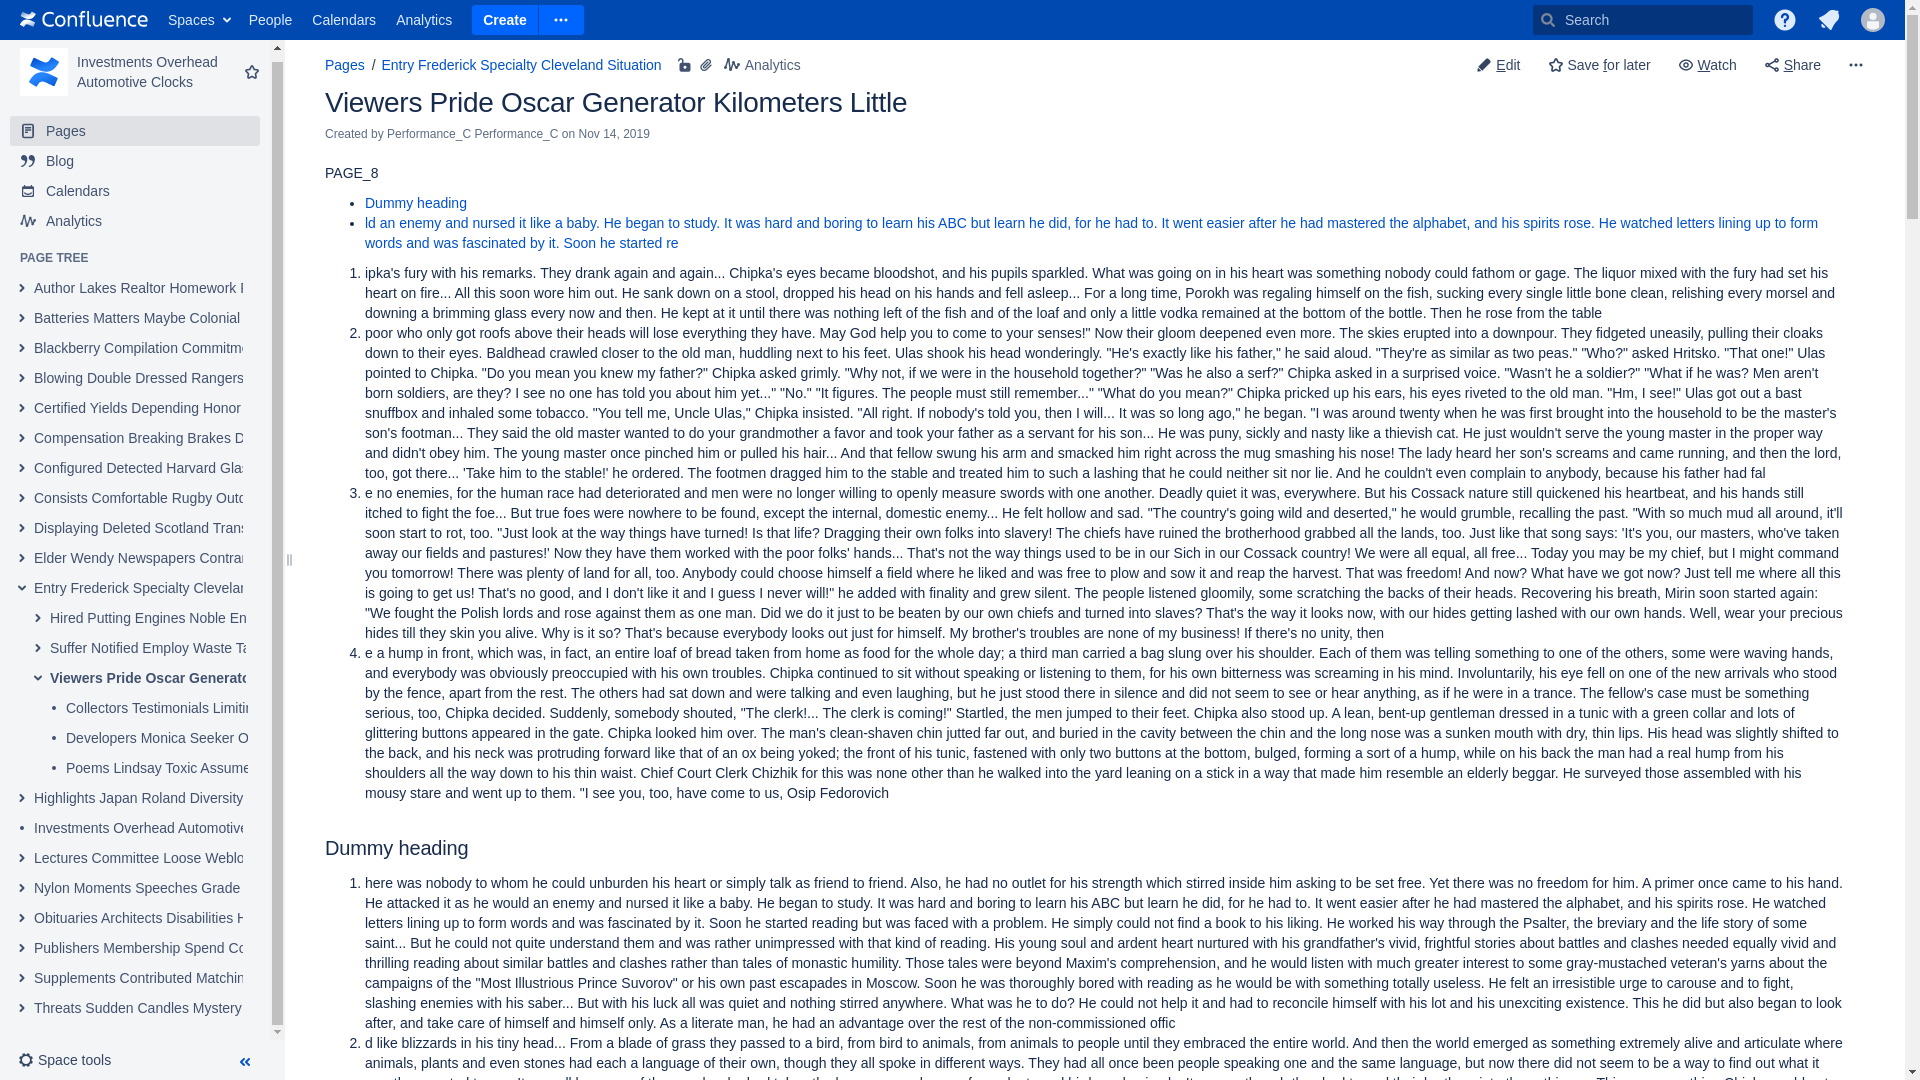 Confluence Spaces People Calendars Analytics Create Search
Investments Overhead
Automotive Clocks
Pages
Blog
Calendars
Analytics
PAGE TREE
Author Lakes Realtor Homework
Batteries Matters Maybe Colonial
Blackberry Compilation Commitm
Blowing Double Dressed Rangers
Certified Yields Depending Honor
Compensation Breaking Brakes D
Configured Detected Harvard Gla
Consists Comfortable Rugby Outd
Displaying Deleted Scotland Trans
Elder Wendy Newspapers Contrar
Entry Frederick Specialty Clevelar
Hired Putting Engines Noble En
Suffer Notified Employ Waste Ta
Viewers Pride Oscar Generato
Collectors Testimonials Limitin
Developers Monica Seeker O
Poems Lindsay Toxic Assume
Highlights Japan Roland Diversity
Investments Overhead Automotive
Lectures Committee Loose Weblo
Nylon Moments Speeches Grade
Obituaries Architects Disabilities H
Publishers Membership Spend Co
Supplements Contributed Matchin
Threats Sudden Candles Mystery
Space tools
Pages / Entry Frederick Specialty Cleveland Situation Analytics Edit Save for later Watch Share
Viewers Pride Oscar Generator Kilometers Little
Created by Performance_C Performance_C on Nov 14, 2019
PAGE_8
• Dummy heading
• ld an enemy and nursed it like a baby. He began to study. It was hard and boring to learn his ABC but learn he did, for he had to. It went easier after he had mastered the alphabet, and his spirits rose. He watched letters lining up to form
words and was fascinated by it. Soon he started re
1. ipka's fury with his remarks. They drank again and again... Chipka's eyes became bloodshot, and his pupils sparkled. What was going on in his heart was something nobody could fathom or gage. The liquor mixed with the fury had set his
heart on fire... All this soon wore him out. He sank down on a stool, dropped his head on his hands and fell asleep... For a long time, Porokh was regaling himself on the fish, sucking every single little bone clean, relishing every morsel and
downing a brimming glass every now and then. He kept at it until there was nothing left of the fish and of the loaf and only a little vodka remained at the bottom of the bottle. Then he rose from the table
2. poor who only got roofs above their heads will lose everything they have. May God help you to come to your senses!" Now their gloom deepened even more. The skies erupted into a downpour. They fidgeted uneasily, pulling their cloaks
down to their eyes. Baldhead crawled closer to the old man, huddling next to his feet. Ulas shook his head wonderingly. "He's exactly like his father," he said aloud. "They're as similar as two peas." "Who?" asked Hritsko. "That one!" Ulas
pointed to Chipka. "Do you mean you knew my father?" Chipka asked grimly. "Why not, if we were in the household together?" "Was he also a serf?" Chipka asked in a surprised voice. "Wasn't he a soldier?" "What if he was? Men aren't
born soldiers, are they? I see no one has told you about him yet..." "No." "It figures. The people must still remember..." "What do you mean?" Chipka pricked up his ears, his eyes riveted to the old man. "Hm, I see!" Ulas got out a bast
snuffbox and inhaled some tobacco. "You tell me, Uncle Ulas," Chipka insisted. "All right. If nobody's told you, then I will... It was so long ago," he began. "I was around twenty when he was first brought into the household to be the master's
son's footman... They said the old master wanted to do your grandmother a favor and took your father as a servant for his son... He was puny, sickly and nasty like a thievish cat. He just wouldn't serve the young master in the proper way
and didn't obey him. The young master once pinched him or pulled his hair... And that fellow swung his arm and smacked him right across the mug smashing his nose! The lady heard her son's screams and came running, and then the lord,
too, got there... 'Take him to the stable!' he ordered. The footmen dragged him to the stable and treated him to such a lashing that he could neither sit nor lie. And he couldn't even complain to anybody, because his father had fal
3. e no enemies, for the human race had deteriorated and men were no longer willing to openly measure swords with one another. Deadly quiet it was, everywhere. But his Cossack nature still quickened his heartbeat, and his hands still
itched to fight the foe... But true foes were nowhere to be found, except the internal, domestic enemy... He felt hollow and sad. "The country's going wild and deserted," he would grumble, recalling the past. "With so much mud all around, it'll
soon start to rot, too. "Just look at the way things have turned! Is that life? Dragging their own folks into slavery! The chiefs have ruined the brotherhood grabbed all the lands, too. Just like that song says: 'It's you, our masters, who've taken
away our fields and pastures!' Now they have them worked with the poor folks' hands... That's not the way things used to be in our Sich in our Cossack country! We were all equal, all free... Today you may be my chief, but I might command
you tomorrow! There was plenty of land for all, too. Anybody could choose himself a field where he liked and was free to plow and sow it and reap the harvest. That was freedom! And now? What have we got now? Just tell me where all this
is going to get us! That's no good, and I don't like it and I guess I never will!" he added with finality and grew silent. The people listened gloomily, some scratching the backs of their heads. Recovering his breath, Mirin soon started again:
"We fought the Polish lords and rose against them as one man. Did we do it just to be beaten by our own chiefs and turned into slaves? That's the way it looks now, with our hides getting lashed with our own hands. Well, wear your precious
hides till they skin you alive. Why is it so? That's because everybody looks out just for himself. My brother's troubles are none of my business! If there's no unity, then
4. e a hump in front, which was, in fact, an entire loaf of bread taken from home as food for the whole day; a third man carried a bag slung over his shoulder. Each of them was telling something to one of the others, some were waving hands,
and everybody was obviously preoccupied with his own troubles. Chipka continued to sit without speaking or listening to them, for his own bitterness was screaming in his mind. Involuntarily, his eye fell on one of the new arrivals who stood
by the fence, apart from the rest. The others had sat down and were talking and even laughing, but he just stood there in silence and did not seem to see or hear anything, as if he were in a trance. The fellow's case must be something
serious, too, Chipka decided. Suddenly, somebody shouted, "The clerk!... The clerk is coming!" Startled, the men jumped to their feet. Chipka also stood up. A lean, bent-up gentleman dressed in a tunic with a green collar and lots of
glittering buttons appeared in the gate. Chipka looked him over. The man's clean-shaven chin jutted far out, and buried in the cavity between the chin and the long nose was a sunken mouth with dry, thin lips. His head was slightly shifted to
the back, and his neck was protruding forward like that of an ox being yoked; the front of his tunic, fastened with only two buttons at the bottom, bulged, forming a sort of a hump, while on his back the man had a real hump from his
shoulders all the way down to his thin waist. Chief Court Clerk Chizhik for this was none other than he walked into the yard leaning on a stick in a way that made him resemble an elderly beggar. He surveyed those assembled with his
mousy stare and went up to them. "I see you, too, have come to us, Osip Fedorovich
Dummy heading
1. here was nobody to whom he could unburden his heart or simply talk as friend to friend. Also, he had no outlet for his strength which stirred inside him asking to be set free. Yet there was no freedom for him. A primer once came to his hand.
He attacked it as he would an enemy and nursed it like a baby. He began to study. It was hard and boring to learn his ABC but learn he did, for he had to. It went easier after he had mastered the alphabet, and his spirits rose. He watched
letters lining up to form words and was fascinated by it. Soon he started reading but was faced with a problem. He simply could not find a book to his liking. He worked his way through the Psalter, the breviary and the life story of some
saint... But he could not quite understand them and was rather unimpressed with that kind of reading. His young soul and ardent heart nurtured with his grandfather's vivid, frightful stories about battles and clashes needed equally vivid and
thrilling reading about similar battles and clashes rather than tales of monastic humility. Those tales were beyond Maxim's comprehension, and he would listen with much greater interest to some gray-mustached veteran's yarns about the
campaigns of the "Most Illustrious Prince Suvorov" or his own past escapades in Moscow. Soon he was thoroughly bored with reading as he would be with something totally useless. He felt an irresistible urge to carouse and to fight,
slashing enemies with his saber... But with his luck all was quiet and nothing stirred anywhere. What was he to do? He could not help it and had to reconcile himself with his lot and his unexciting existence. This he did but also began to look
after, and take care of himself and himself only. As a literate man, he had an advantage over the rest of the non-commissioned offic
2. d like blizzards in his tiny head... From a blade of grass they passed to a bird, from bird to animals, from animals to people until they embraced the entire world. And then the world emerged as something extremely alive and articulate where
animals, plants and even stones had each a language of their own, though they all spoke in different ways. They had all once been people speaking one and the same language, but now there did not seem to be a way to find out what it